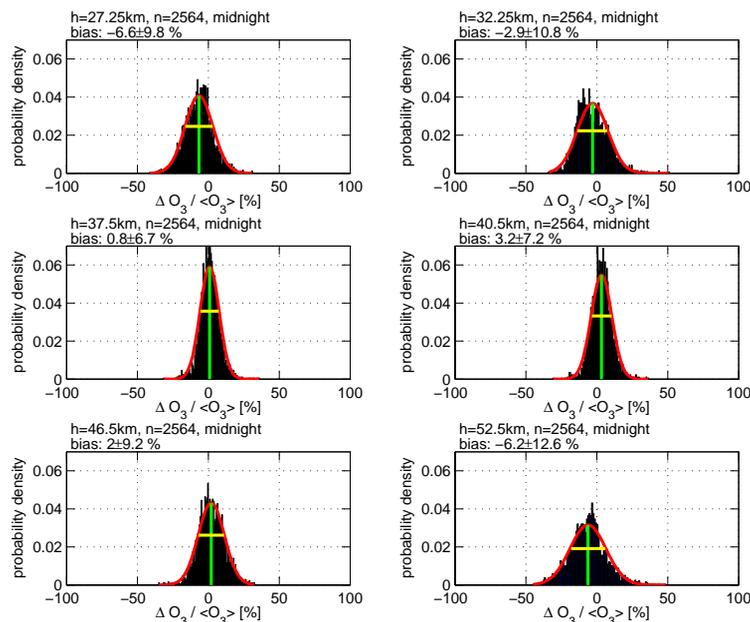 h=27.25km, n=2564, midnight
bias: −6.6±9.8 %
probability density
0.06
0.04
0.02
0
−100 −50 0 50 100
Δ O3 / <O3> [%]
h=32.25km, n=2564, midnight
bias: −2.9±10.8 %
probability density
0.06
0.04
0.02
0
−100 −50 0 50 100
Δ O3 / <O3> [%]
h=37.5km, n=2564, midnight
bias: 0.8±6.7 %
probability density
0.06
0.04
0.02
0
−100 −50 0 50 100
Δ O3 / <O3> [%]
h=40.5km, n=2564, midnight
bias: 3.2±7.2 %
probability density
0.06
0.04
0.02
0
−100 −50 0 50 100
Δ O3 / <O3> [%]
h=46.5km, n=2564, midnight
bias: 2±9.2 %
probability density
0.06
0.04
0.02
0
−100 −50 0 50 100
Δ O3 / <O3> [%]
h=52.5km, n=2564, midnight
bias: −6.2±12.6 %
probability density
0.06
0.04
0.02
0
−100 −50 0 50 100
Δ O3 / <O3> [%]